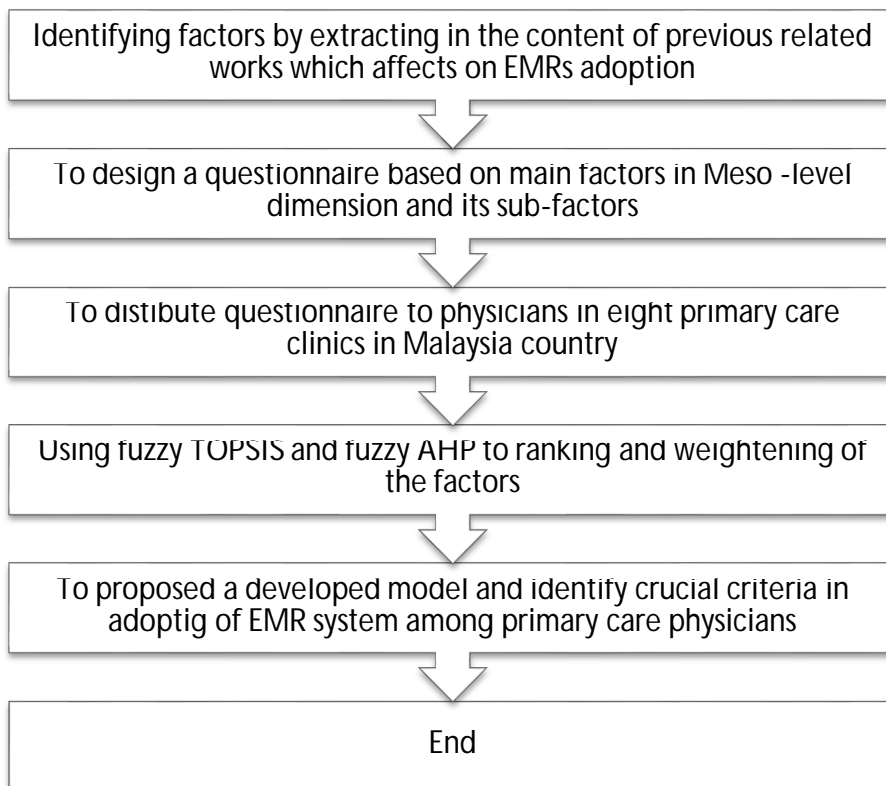 Identifying factors by extracting in the content of previous related
works which affects on EMRs adoption
To design a questionnaire based on main factors in Meso -level
dimension and its sub-factors
To distibute questionnaire to physicians in eight primary care
clinics in Malaysia country
Using fuzzy TOPSIS and fuzzy AHP to ranking and weightening of
the factors
To proposed a developed model and identify crucial criteria in
adoptig of EMR system among primary care physicians
End